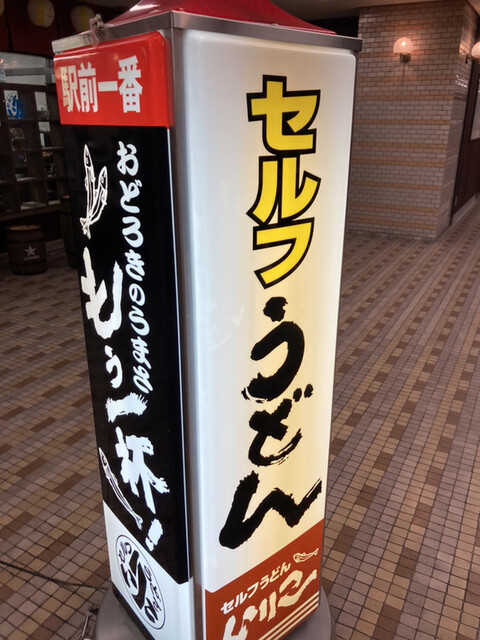 駅前一番
おどろきのうまさ
もう一杯!
セルフ
うどん
セルフうどん